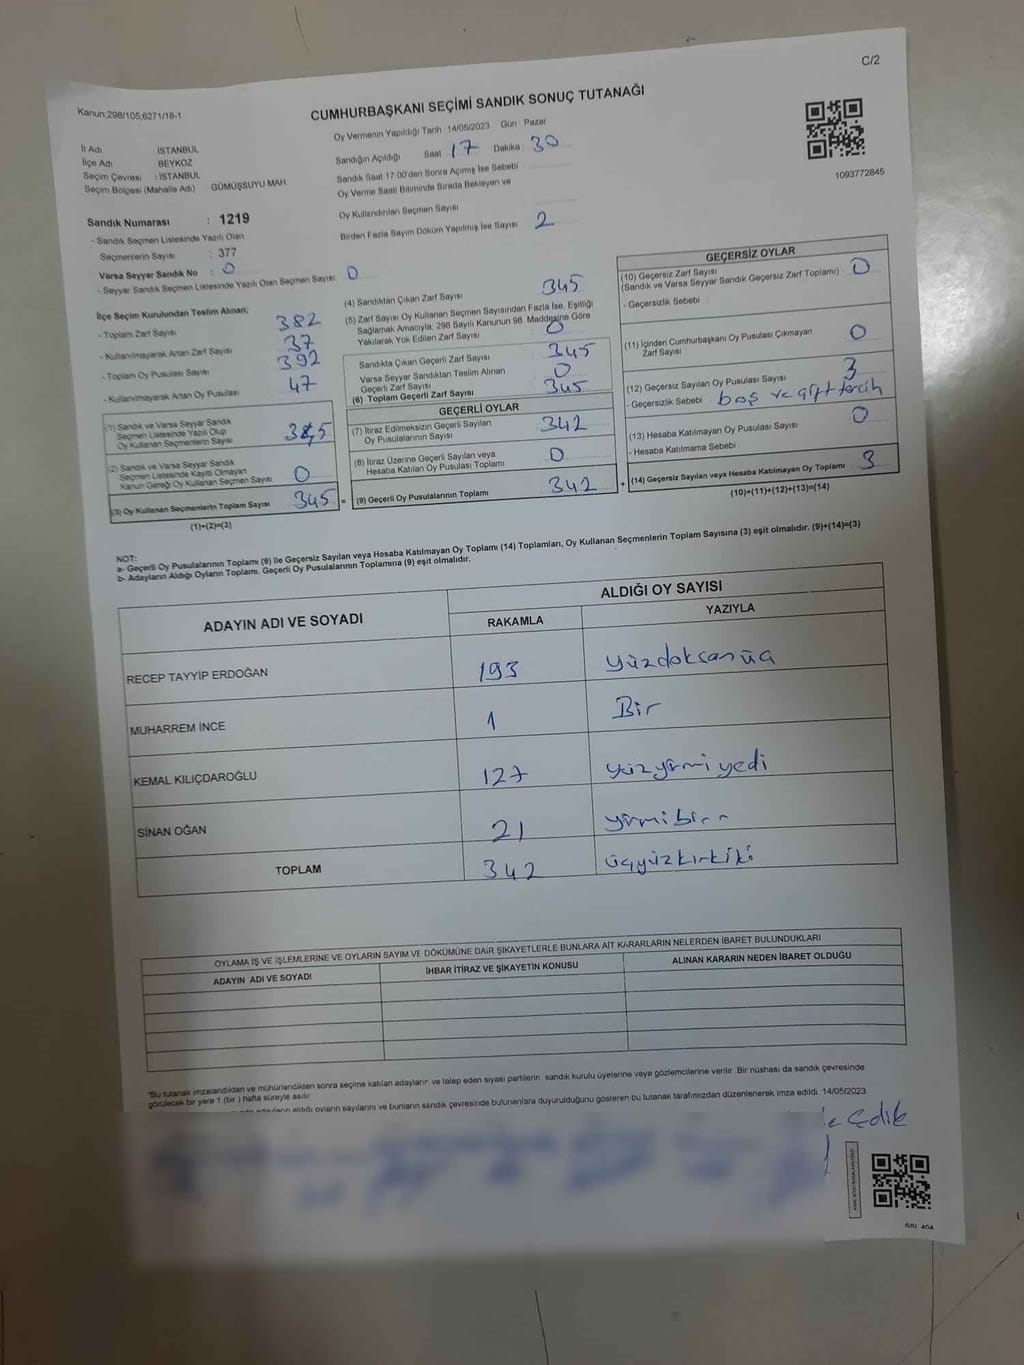 C/2
Kanun;298/105,6271/18-1
CUMHURBAŞKANI SEÇİMİ SANDIK SONUÇ TUTANAĞI
Oy Vermenin Yapıldığı Tarih 14/05/2023 Gün Pazar
İl Adı : İSTANBUL
İlçe Adı BEYKOZ
Seçim Çevresi : İSTANBUL
Seçim Bölgesi (Mahalle Adı) : GÜMÜŞSUYU MAH.
Sandığın Açıldığı Saat 17 Dakika 30
Sandık Saat 17:00'den Sonra Açımış İse Sebebi
Oy Verme Saati Bitiminde Sırada Bekleyen ve
Oy Kullandırılan Seçmen Sayısı
Birden Fazla Sayım Döküm Yapılmış İse Sayısı 2
1093772845
Sandık Numarası : 1219
- Sandık Seçmen Listesinde Yazılı Olan
Seçmenlerin Sayısı : 377
Varsa Seyyar Sandık No : 0
- Seyyar Sandık Seçmen Listesinde Yazılı Olan Seçmen Sayısı: 0
İlçe Seçim Kurulundan Teslim Alınan;
- Toplam Zarf Sayısı 382
- Kullanılmayarak Artan Zarf Sayısı 37
- Toplam Oy Pusulası Sayısı 392
- Kullanılmayarak Artan Oy Pusulası 47
(1) Sandık ve Varsa Seyyar Sandık
Seçmen Listesinde Yazılı Olup
Oy Kullanan Seçmenlerin Sayısı
(2) Sandık ve Varsa Seyyar Sandık
Seçmen Listesinde Kayıtlı Olmayan
Kanun Gereği Oy Kullanan Seçmen Sayısı 0
(3) Oy Kullanan Seçmenlerin Toplam Sayısı 345 =
(1)+(2)=(3)
(4) Sandıktan Çıkan Zarf Sayısı 345
(5) Zarf Sayısı Oy Kullanan Seçmen Sayısından Fazla İse, Eşitliği
Sağlamak Amacıyla; 298 Sayılı Kanunun 98. Maddesine Göre
Yakılarak Yok Edilen Zarf Sayısı 0
Sandıkta Çıkan Geçerli Zarf Sayısı 345
Varsa Seyyar Sandıktan Teslim Alınan
Geçerli Zarf Sayısı 0
(6) Toplam Geçerli Zarf Sayısı 345
GEÇERLİ OYLAR
(7) İtiraz Edilmeksizin Geçerli Sayılan
Oy Pusulalarının Sayısı 342
(8) İtiraz Üzerine Geçerli Sayılan veya
Hesaba Katılan Oy Pusulası Toplamı 0
(9) Geçerli Oy Pusulalarının Toplamı 342 +
GEÇERSİZ OYLAR
(10) Geçersiz Zarf Sayısı
(Sandık ve Varsa Seyyar Sandık Geçersiz Zarf Toplamı) 0
- Geçersizlik Sebebi
(11) İçinden Cumhurbaşkanı Oy Pusulası Çıkmayan
Zarf Sayısı 0
(12) Geçersiz Sayılan Oy Pusulası Sayısı 3
- Geçersizlik Sebebi boş ve çift tercih
(13) Hesaba Katılmayan Oy Pusulası Sayısı 0
- Hesaba Katılmama Sebebi
(14) Geçersiz Sayılan veya Hesaba Katılmayan Oy Toplamı 3
(10)+(11)+(12)+(13)=(14)
NOT:
a- Geçerli Oy Pusulalarının Toplamı (9) ile Geçersiz Sayılan veya Hesaba Katılmayan Oy Toplamı (14) Toplamları, Oy Kullanan Seçmenlerin Toplam Sayısına (3) eşit olmalıdır. (9)+(14)=(3)
b- Adayların Aldığı Oyların Toplamı, Geçerli Oy Pusulalarının Toplamına (9) eşit olmalıdır.
ADAYIN ADI VE SOYADI ALDIĞI OY SAYISI
RAKAMLA YAZIYLA
RECEP TAYYİP ERDOĞAN 193 yüzdoksanüç
MUHARREM İNCE 1 Bir
KEMAL KILIÇDAROĞLU 127 yüzyirmiyedi
SİNAN OĞAN 21 yirmibir
TOPLAM 342 üçyüzkırkiki
OYLAMA İŞ VE İŞLEMLERİNE VE OYLARIN SAYIM VE DÖKÜMÜNE DAİR ŞİKAYETLERLE BUNLARA AİT KARARLARIN NELERDEN İBARET BULUNDUKLARI
ADAYIN ADI VE SOYADI İHBAR İTİRAZ VE ŞİKAYETİN KONUSU ALINAN KARARIN NEDEN İBARET OLDUĞU
"Bu tutanak imzalandıktan ve mühürlendikten sonra seçime katılan adayların ve talep eden siyasi partilerin sandık kurulu üyelerine veya gözlemcilerine verilir. Bir nüshası da sandık çevresinde
görülecek bir yere 1 (bir ) hafta süreyle asılır
aldığı oyların sayılarını ve bunların sandık çevresinde bulunanlara duyurulduğunu gösteren bu tutanak tarafımızdan düzenlenerek imza edildi. 14/05/2023